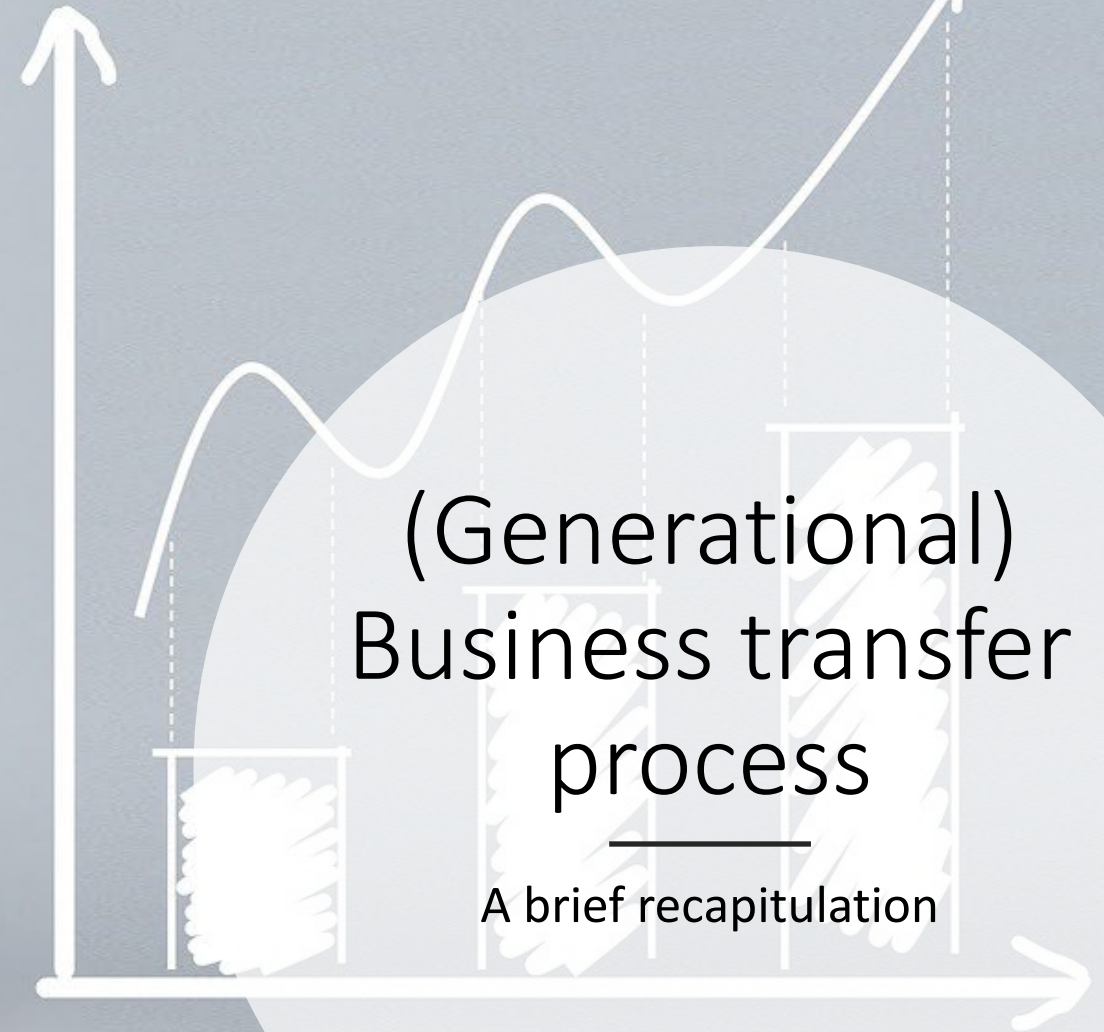 (Generational)
Business transfer
process
A brief recapitulation